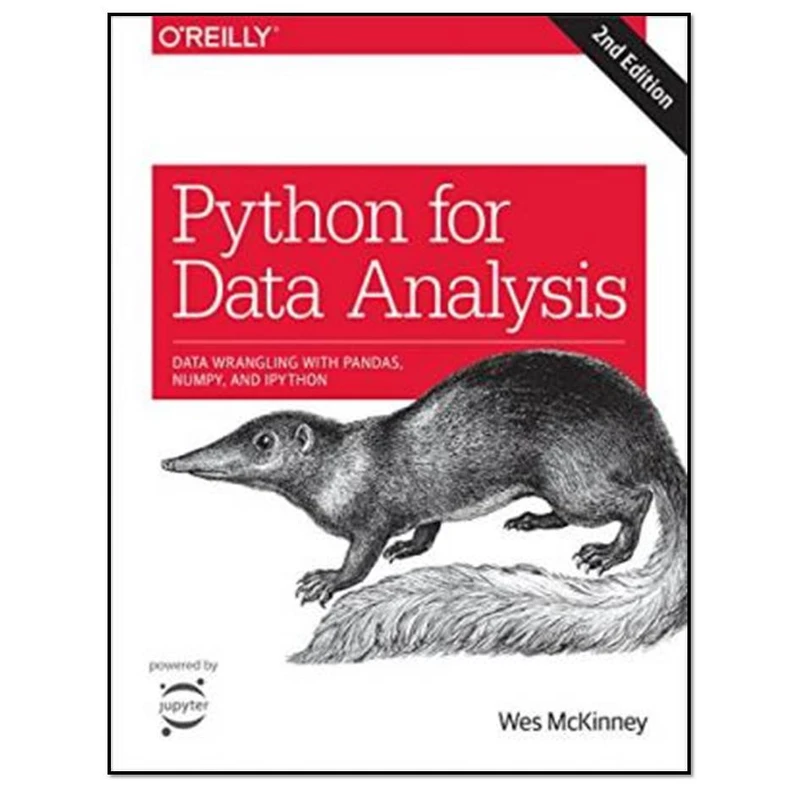 O'REILLY®
2nd Edition
Python for
Data Analysis
DATA WRANGLING WITH PANDAS,
NUMPY, AND IPYTHON
powered by
jupyter
Wes McKinney